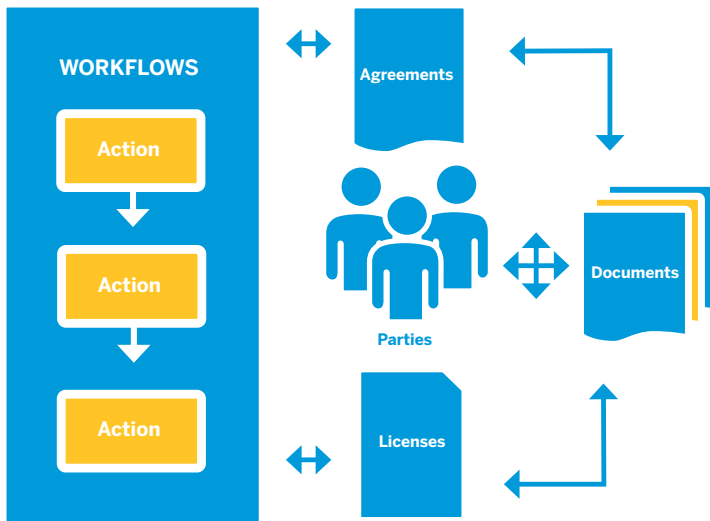 WORKFLOWS
Action
Action
Action
Agreements
Parties
Licenses
Documents